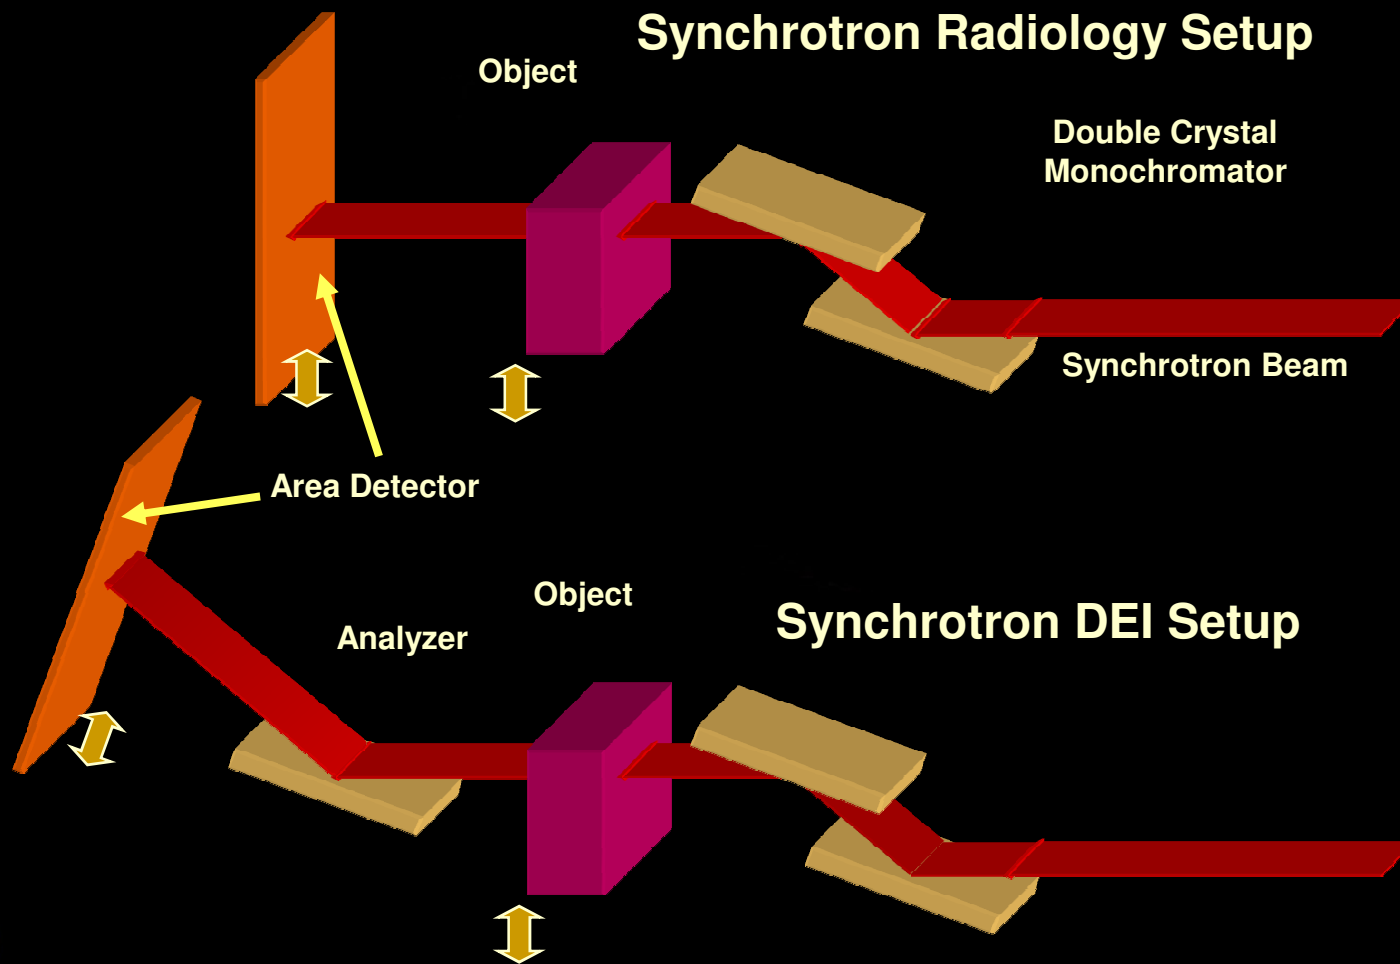 Synchrotron Radiology Setup
Object
Double Crystal
Monochromator
Synchrotron Beam
Area Detector
Object
Synchrotron DEI Setup
Analyzer